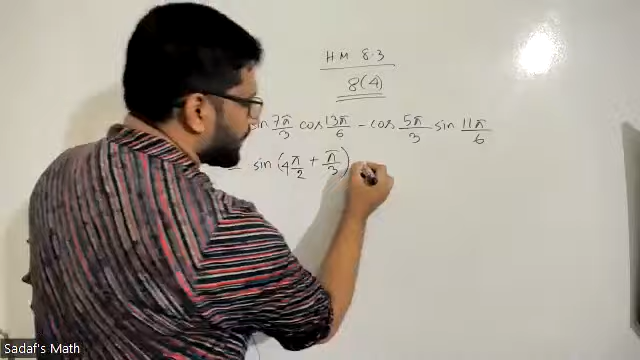 HM 8.3
8(4)
sin 7π/3 cos 13π/6 - cos 5π/3 sin 11π/6
= sin (4 π/2 + π/3)
Sadaf's Math